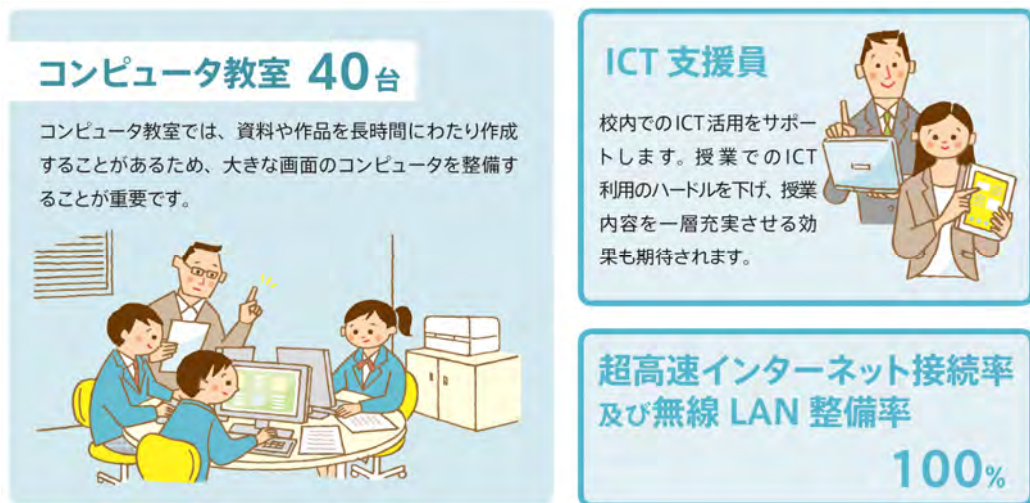 コンピュータ教室 40台
コンピュータ教室では、資料や作品を長時間にわたり作成
することがあるため、大きな画面のコンピュータを整備す
ることが重要です。
ICT 支援員
校内でのICT活用をサポー
トします。授業でのICT
利用のハードルを下げ、授業
内容を一層充実させる効
果も期待されます。
超高速インターネット接続率
及び無線 LAN 整備率
100%